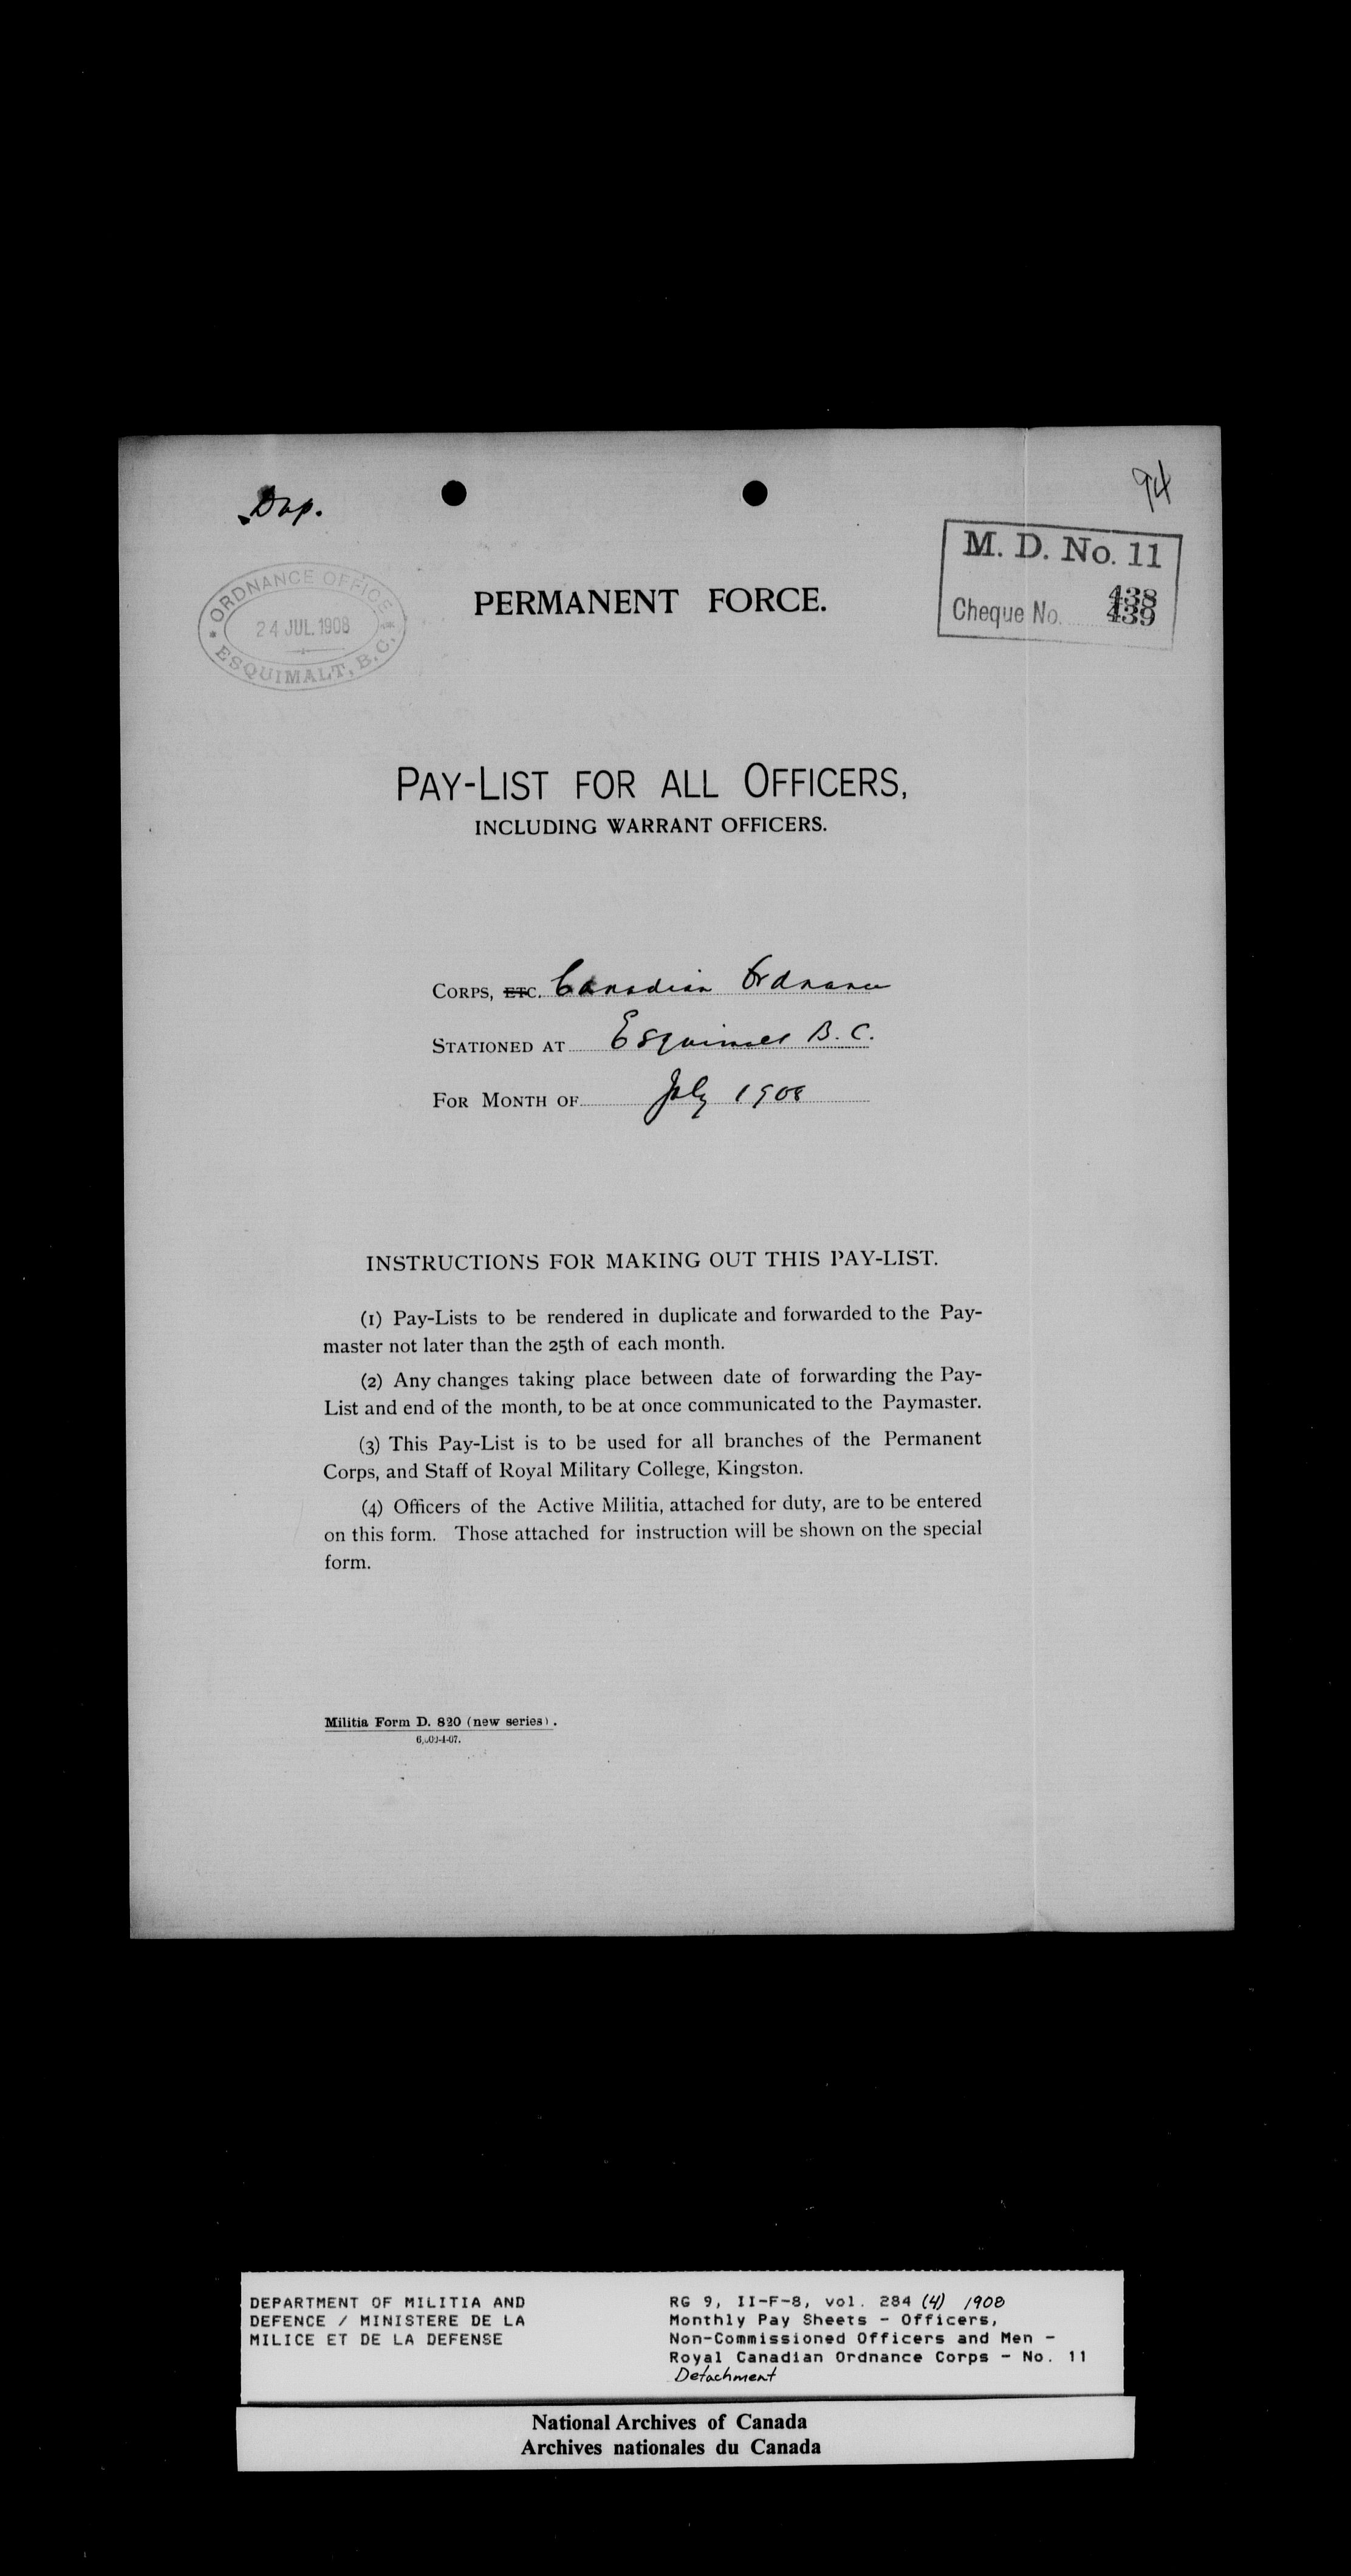 Dup.
94
ORDNANCE OFFICE
24 JUL. 1908
ESQUIMALT, B.C.
M. D. No. 11
438
Cheque No. 439
PERMANENT FORCE.
PAY-LIST FOR ALL OFFICERS,
INCLUDING WARRANT OFFICERS.
CORPS, ETC. Canadian Ordnance
STATIONED AT Esquimalt B. C.
FOR MONTH OF July 1908
INSTRUCTIONS FOR MAKING OUT THIS PAY-LIST.
(1) Pay-Lists to be rendered in duplicate and forwarded to the Pay-
master not later than the 25th of each month.
(2) Any changes taking place between date of forwarding the Pay-
List and end of the month, to be at once communicated to the Paymaster.
(3) This Pay-List is to be used for all branches of the Permanent
Corps, and Staff of Royal Military College, Kingston.
(4) Officers of the Active Militia, attached for duty, are to be entered
on this form. Those attached for instruction will be shown on the special
form.
Militia Form D. 820 (new series).
DEPARTMENT OF MILITIA AND
DEFENCE / MINISTERE DE LA
MILICE ET DE LA DEFENSE
RG 9, II-F-8, vol. 284 (4) 1908
Monthly Pay Sheets - Officers,
Non-Commissioned Officers and Men -
Royal Canadian Ordnance Corps - No. 11
Detachment
National Archives of Canada
Archives nationales du Canada